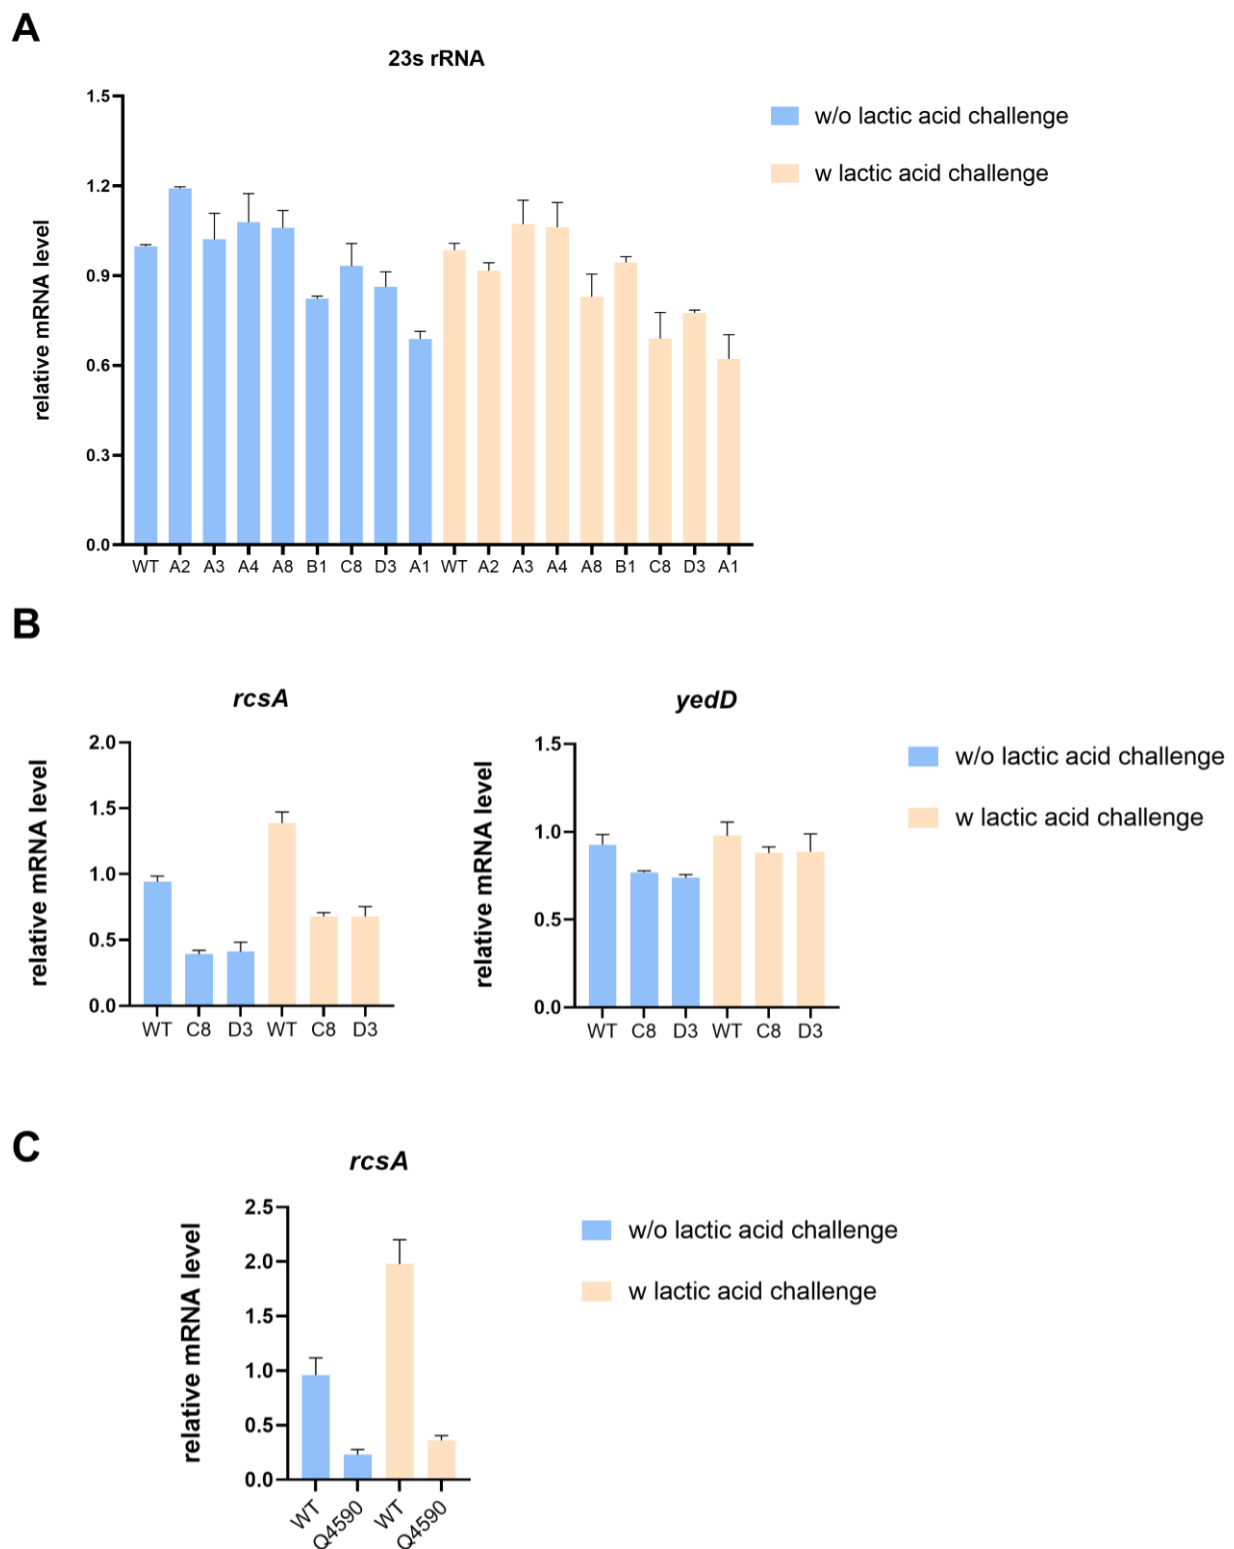 A
23s rRNA
1.5
1.2
0.9
0.6
0.3
0.0
relative mRNA level
WT A2 A3 A4 A8 B1 C8 D3 A1 WT A2 A3 A4 A8 B1 C8 D3 A1
w/o lactic acid challenge
w lactic acid challenge
B
rcsA
2.0
1.5
1.0
0.5
0.0
relative mRNA level
WT C8 D3 WT C8 D3
yedD
1.5
1.0
0.5
0.0
relative mRNA level
WT C8 D3 WT C8 D3
w/o lactic acid challenge
w lactic acid challenge
C
rcsA
2.5
2.0
1.5
1.0
0.5
0.0
relative mRNA level
WT Q4590 WT Q4590
w/o lactic acid challenge
w lactic acid challenge